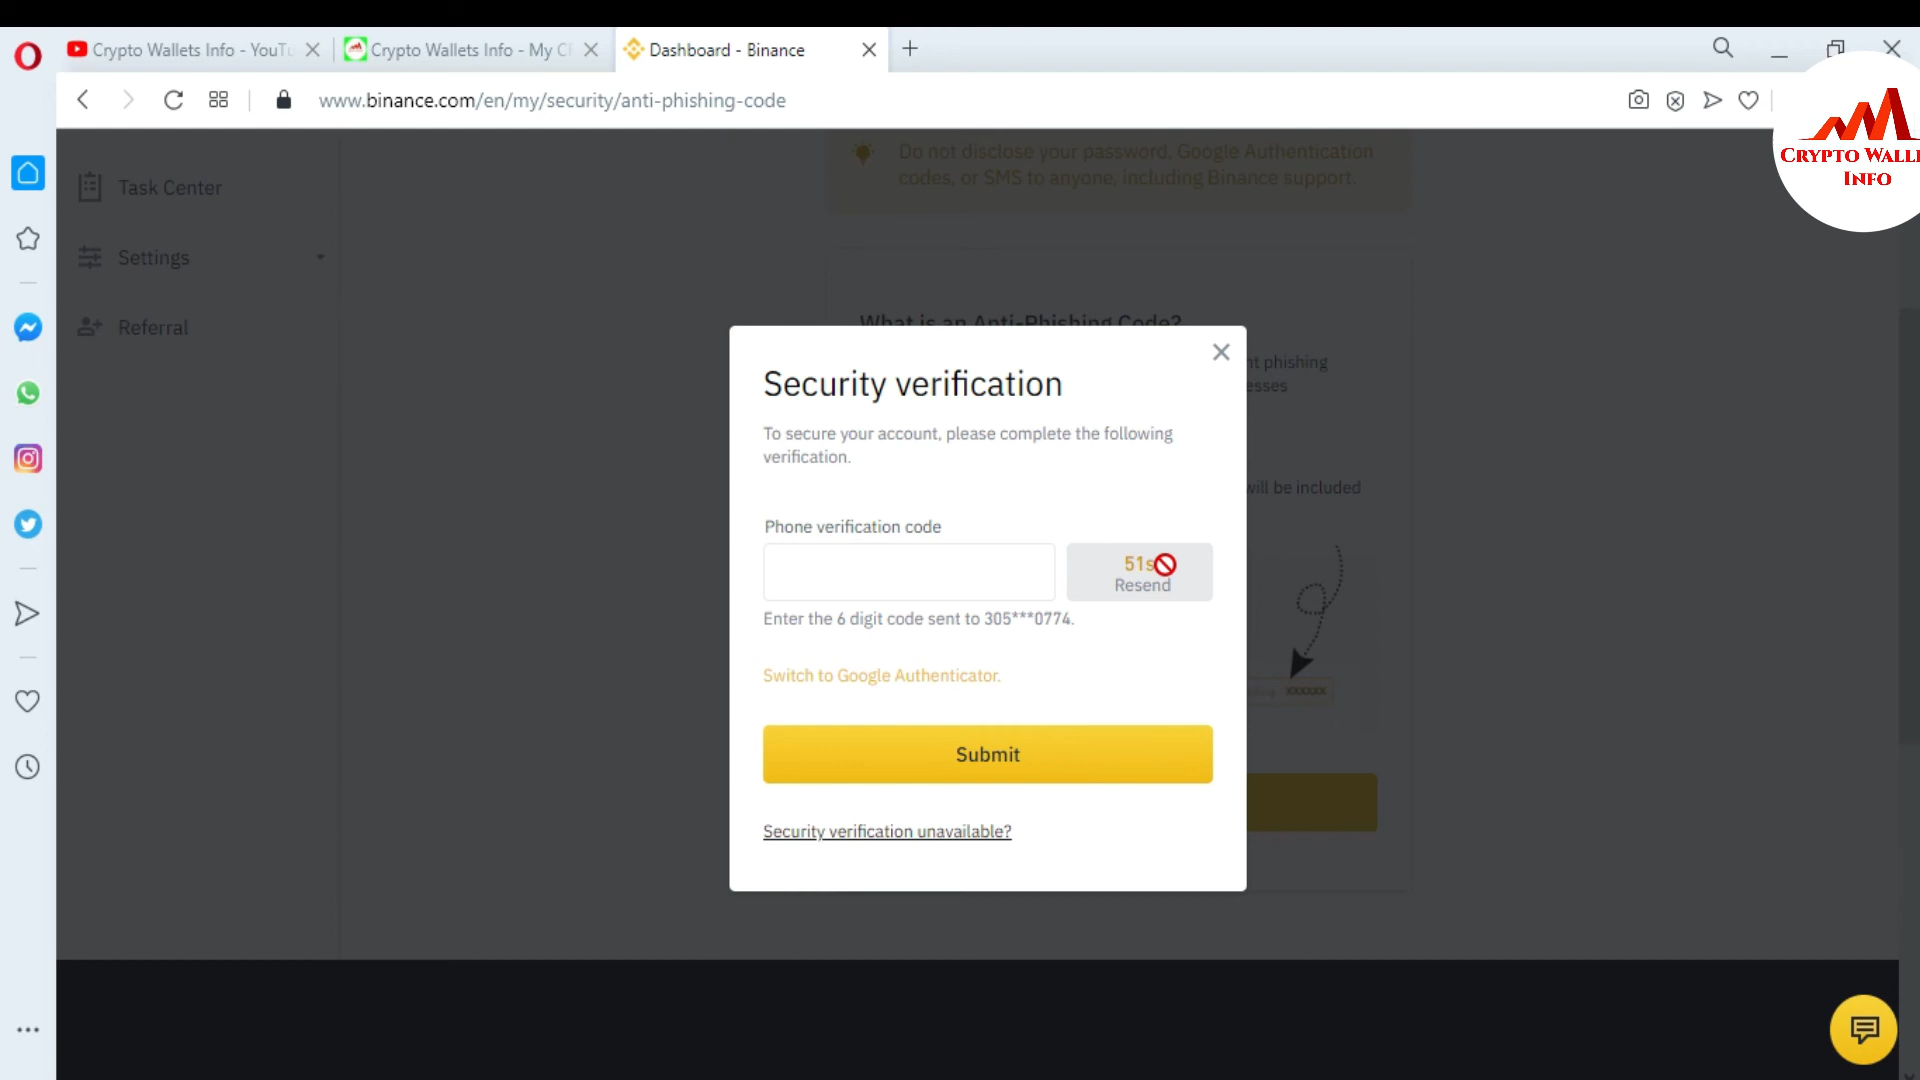 Crypto Wallets Info - YouTu
Crypto Wallets Info - My C
Dashboard - Binance
www.binance.com/en/my/security/anti-phishing-code
CRYPTO WALLE
INFO
Do not disclose your password, Google Authentication
codes, or SMS to anyone, including Binance support.
Task Center
Settings
Referral
What is an Anti-Phishing Code?
nt phishing
esses
will be included
XXXXXX
Security verification
To secure your account, please complete the following
verification.
Phone verification code
51s
Resend
Enter the 6 digit code sent to 305***0774.
Switch to Google Authenticator.
Submit
Security verification unavailable?